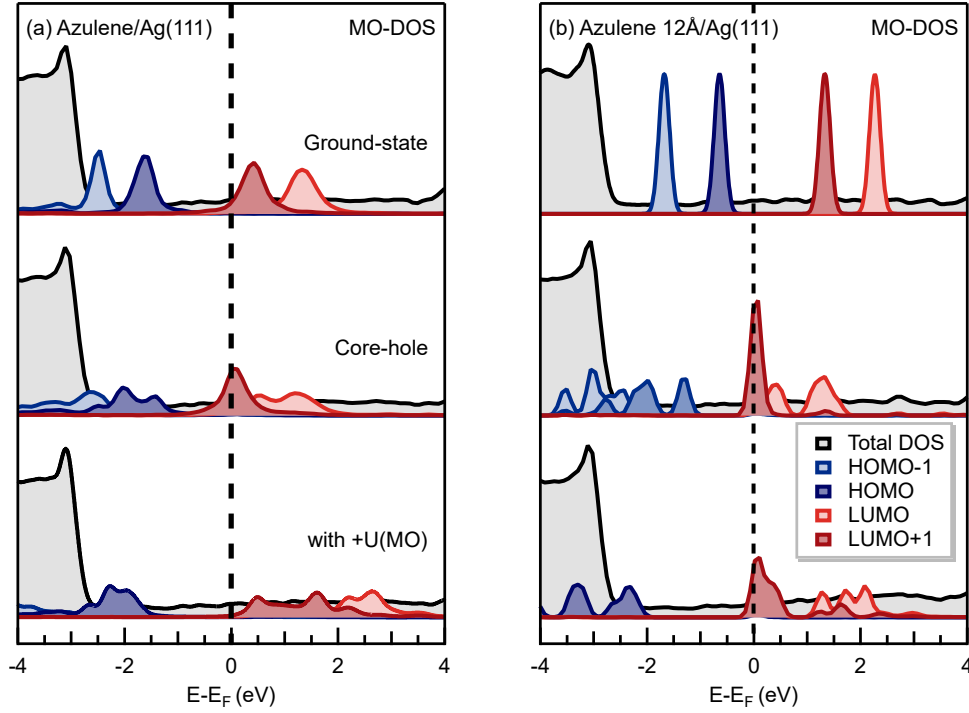 (a) Azulene/Ag(111) MO-DOS
Ground-state
Core-hole
with +U(MO)
-4 -2 0 2 4
E-E_F (eV)
(b) Azulene 12Å/Ag(111) MO-DOS
Total DOS
HOMO-1
HOMO
LUMO
LUMO+1
-4 -2 0 2 4
E-E_F (eV)